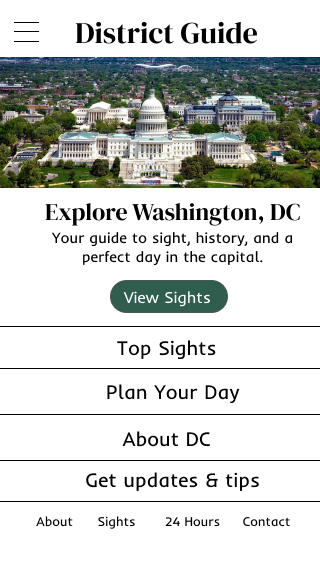 District Guide
Explore Washington, DC
Your guide to sight, history, and a
perfect day in the capital.
View Sights
Top Sights
Plan Your Day
About DC
Get updates & tips
About Sights 24 Hours Contact